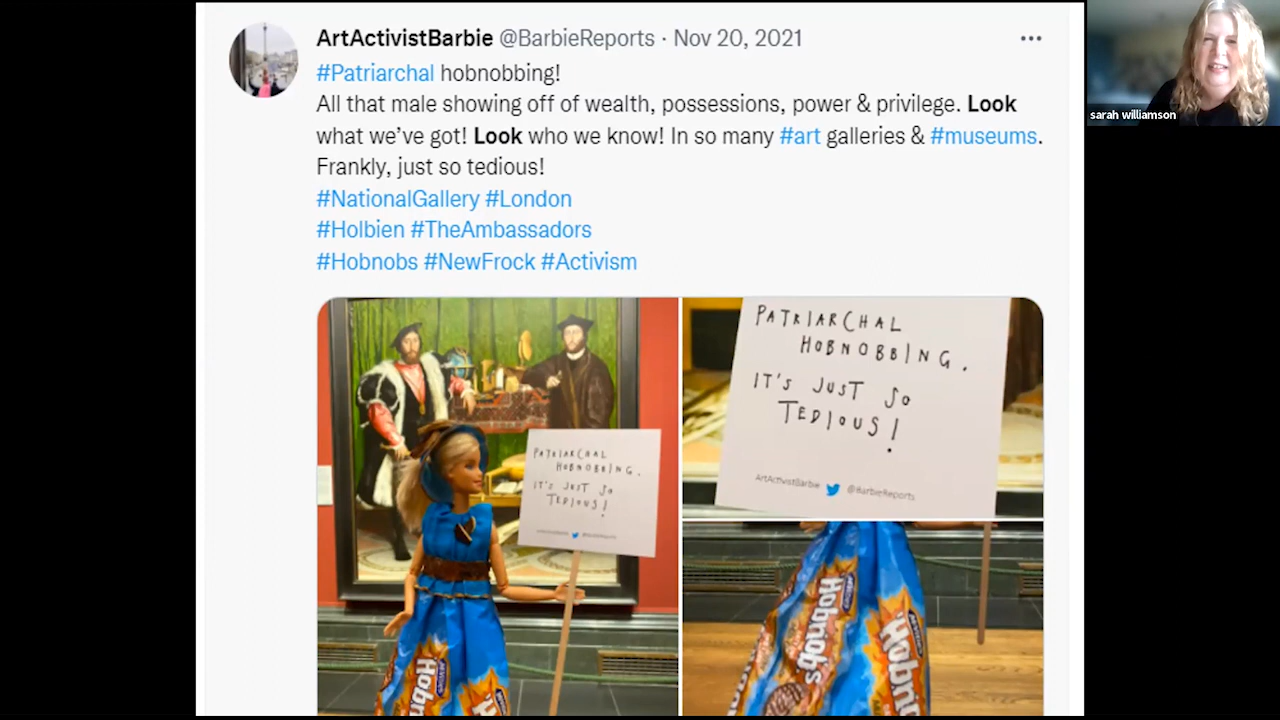 ArtActivistBarbie @BarbieReports · Nov 20, 2021
#Patriarchal hobnobbing!
All that male showing off of wealth, possessions, power & privilege. Look
what we've got! Look who we know! In so many #art galleries & #museums.
Frankly, just so tedious!
#NationalGallery #London
#Holbien #TheAmbassadors
#Hobnobs #NewFrock #Activism
PATRIARCHAL
HOBNOBBING.
IT'S JUST SO
TEDIOUS!
PATRIARCHAL
HOBNOBBING.
IT'S JUST SO
TEDIOUS!
ArtActivistBarbie @BarbieReports
Hobnobs
Hobnob
Hobno
sarah williamson